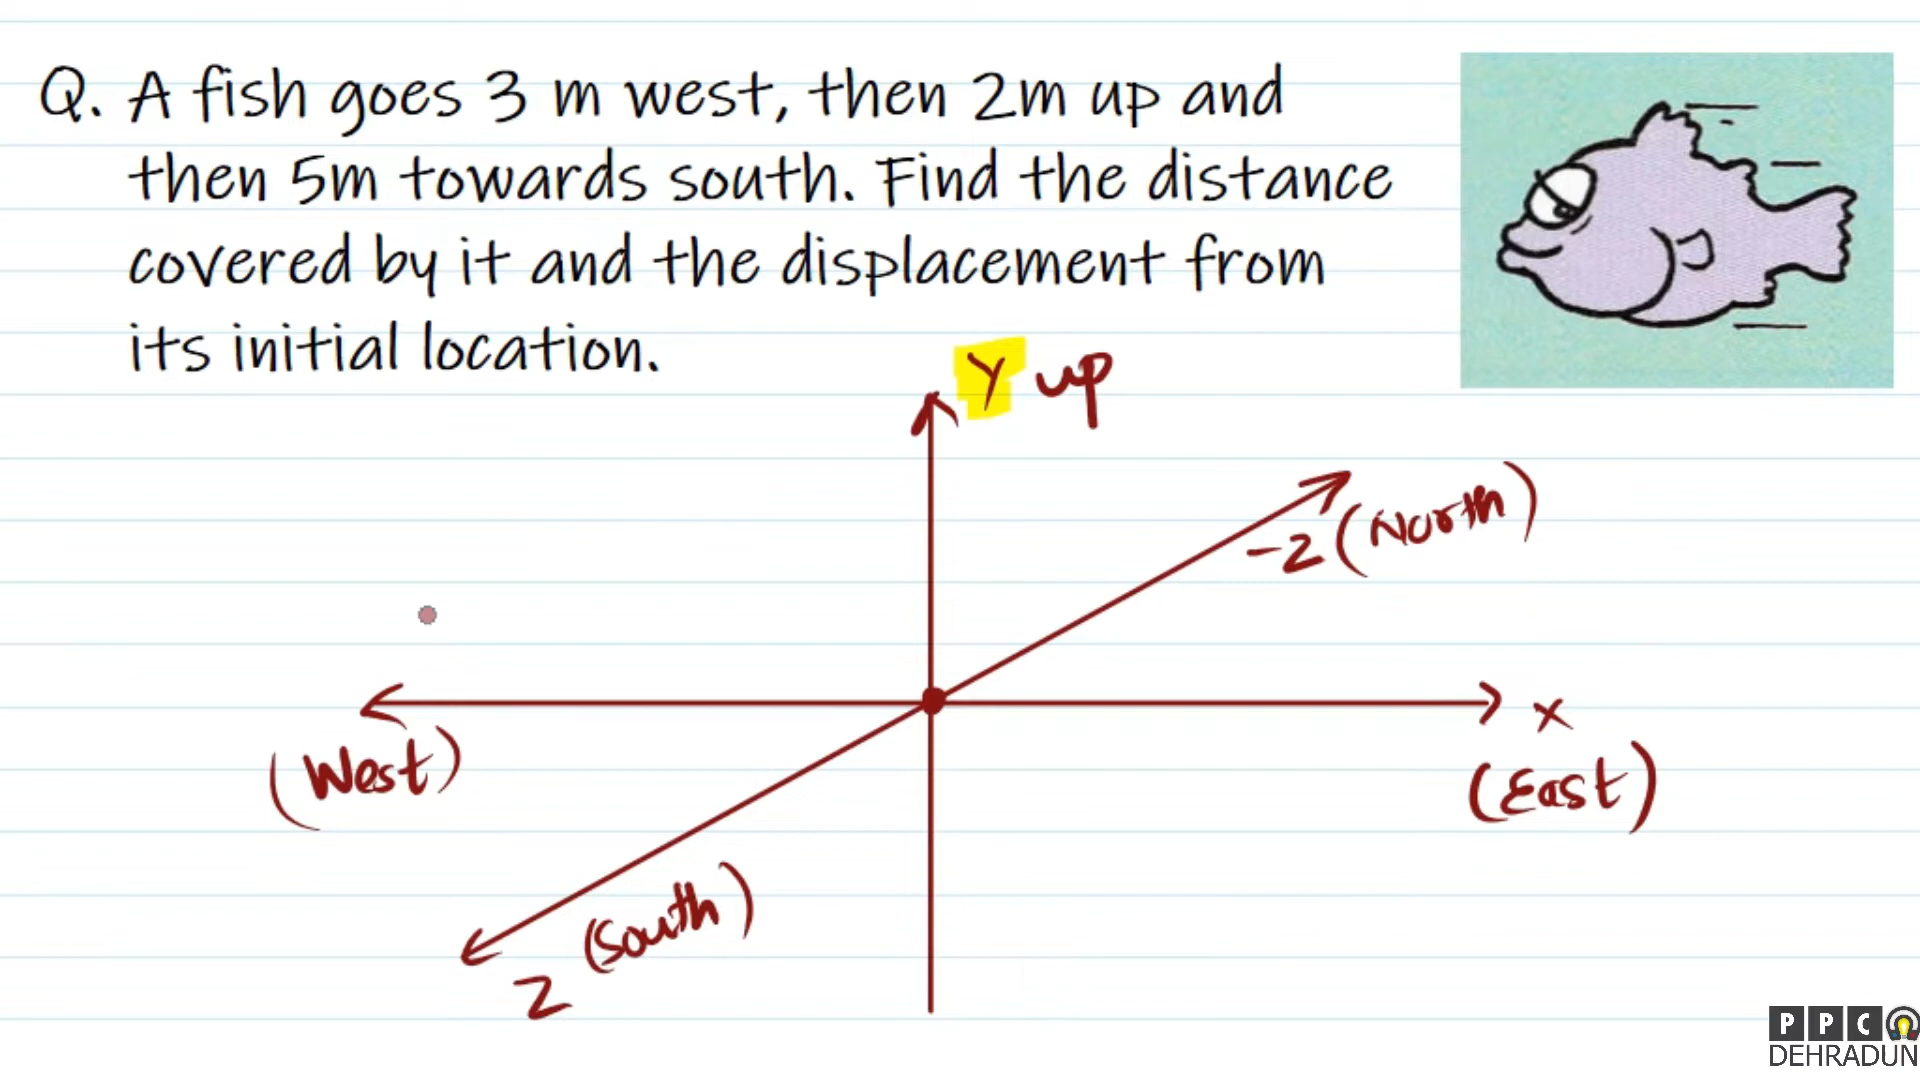 Q. A fish goes 3 m west, then 2m up and
then 5m towards south. Find the distance
covered by it and the displacement from
its initial location.
Y up
-z (North)
x
(East)
(West)
(South)
z
PPC
DEHRADUN